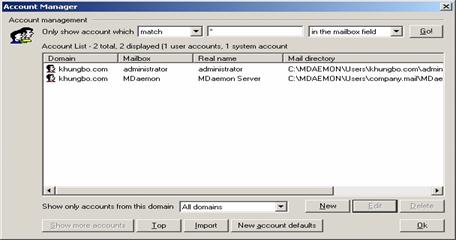 Account Manager
Account management
Only show account which match * in the mailbox field Go!
Account List - 2 total, 2 displayed (1 user accounts, 1 system account
Domain Mailbox Real name Mail directory
khungbo.com administrator administrator C:\MDAEMON\Users\khungbo.com\admin
khungbo.com MDaemon MDaemon Server C:\MDAEMON\Users\company.mail\MDae
Show only accounts from this domain All domains New Edit Delete
Show more accounts Top Import New account defaults Ok